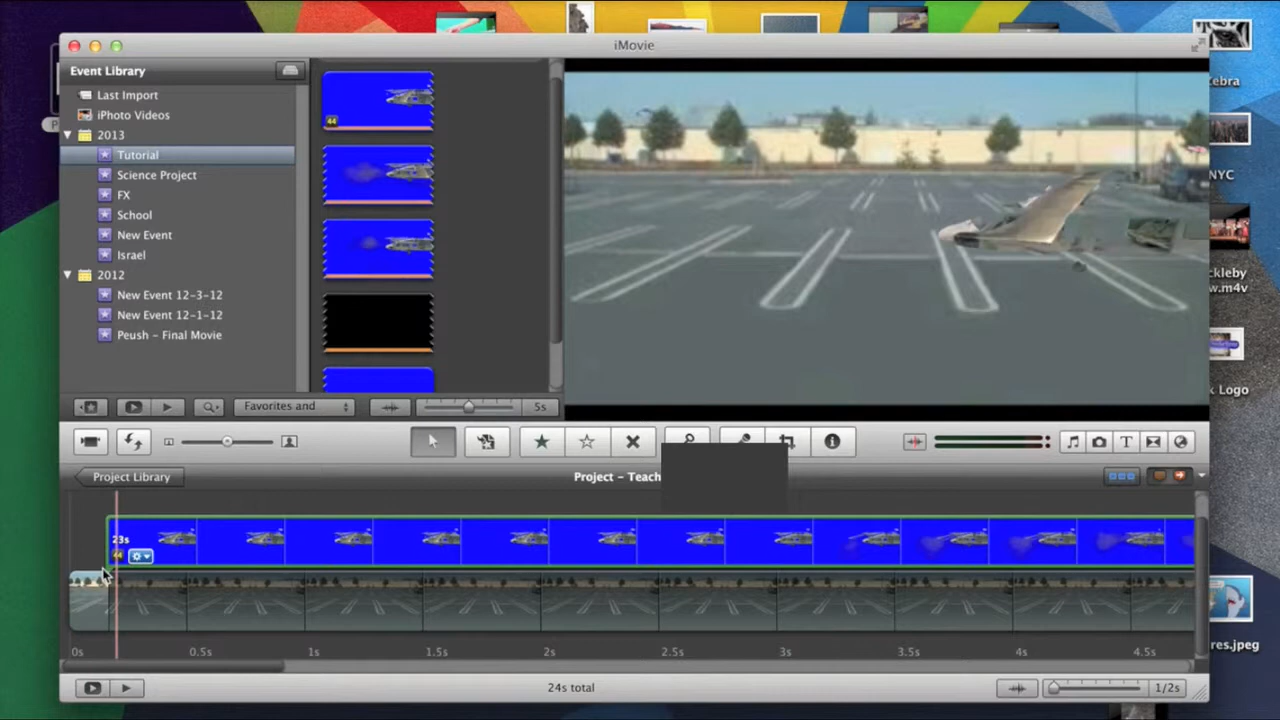 iMovie
Event Library
Last Import
iPhoto Videos
2013
Tutorial
Science Project
FX
School
New Event
Israel
2012
New Event 12-3-12
New Event 12-1-12
Peush - Final Movie
44
Favorites and
5s
Project Library
Project - Teach
23s
44
0s
0.5s
1s
1.5s
2s
2.5s
3s
3.5s
4s
4.5s
24s total
1/2s
NYC
ckleby
w.m4v
Logo
res.jpeg